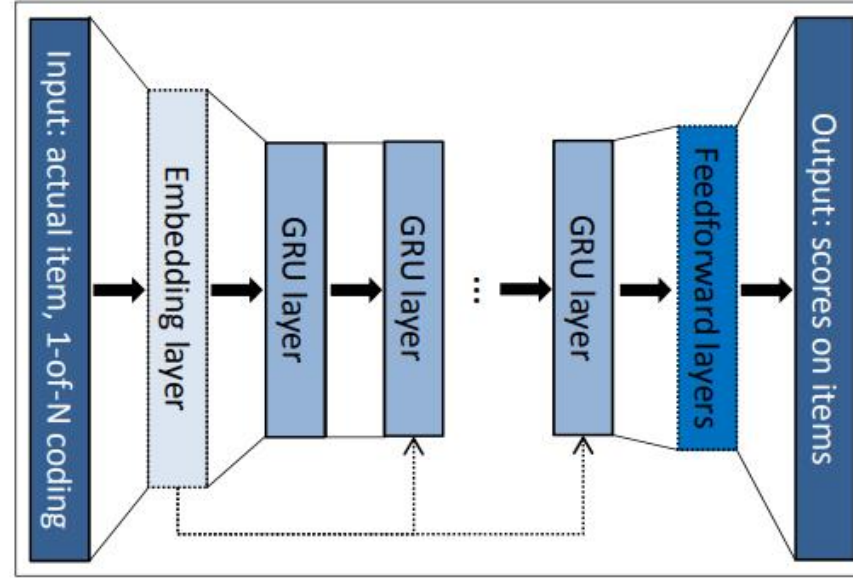 Input: actual item, 1-of-N coding
Embedding layer
GRU layer
GRU layer
...
GRU layer
Feedforward layers
Output: scores on items